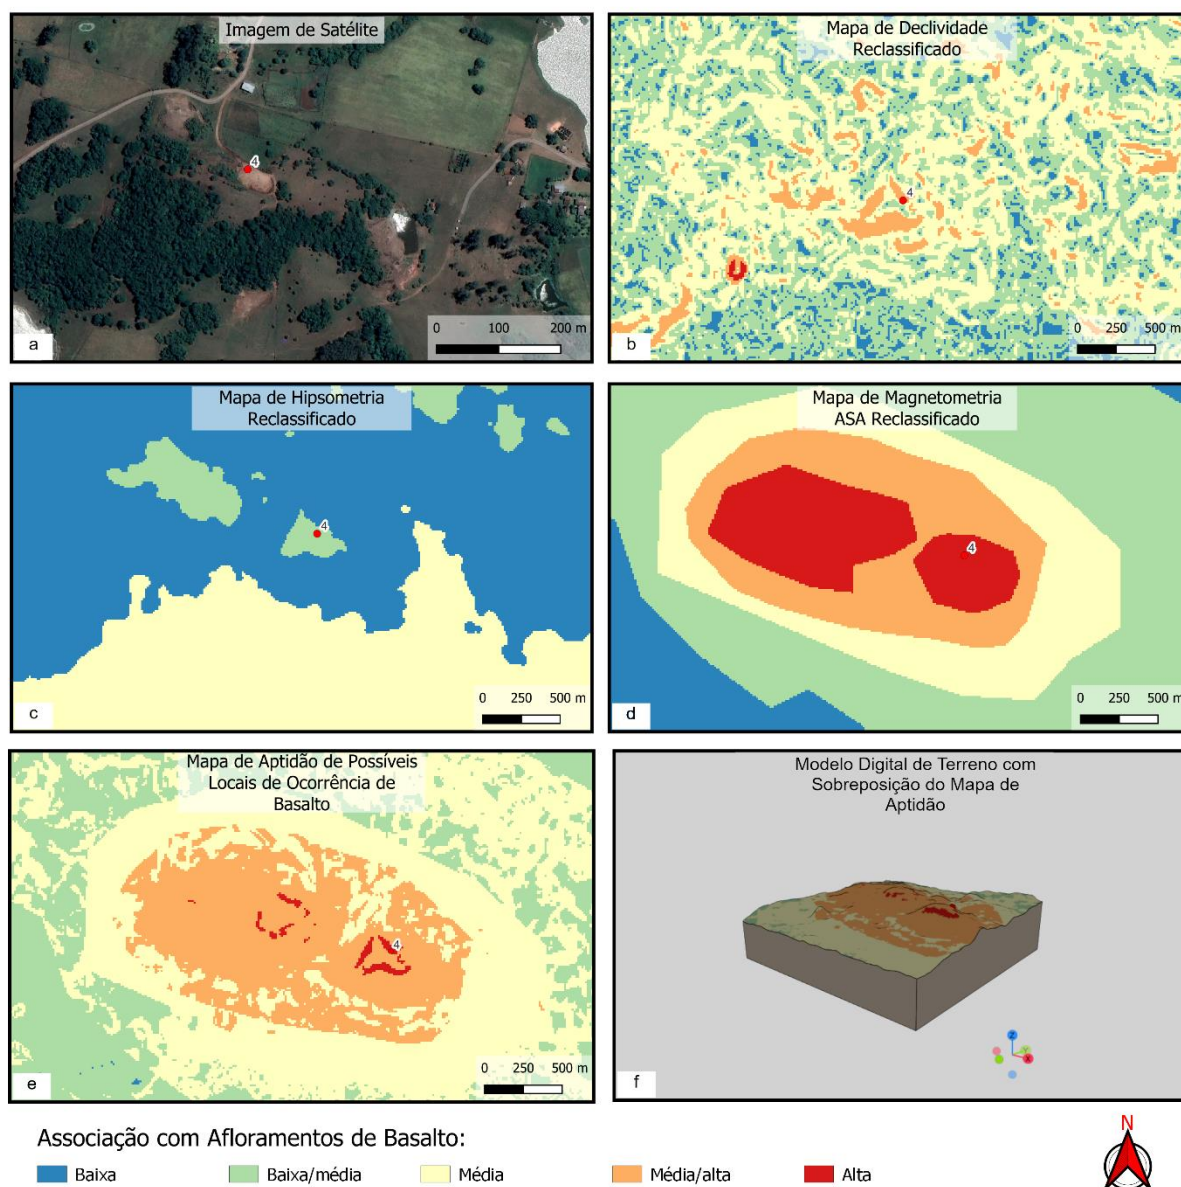 Imagem de Satélite
4
0 100 200 m
a
Mapa de Declividade
Reclassificado
4
0 250 500 m
b
Mapa de Hipsometria
Reclassificado
4
0 250 500 m
c
Mapa de Magnetometria
ASA Reclassificado
4
0 250 500 m
d
Mapa de Aptidão de Possíveis
Locais de Ocorrência de
Basalto
4
0 250 500 m
e
Modelo Digital de Terreno com
Sobreposição do Mapa de
Aptidão
Z
Y
X
f
Associação com Afloramentos de Basalto:
N
Baixa Baixa/média Média Média/alta Alta